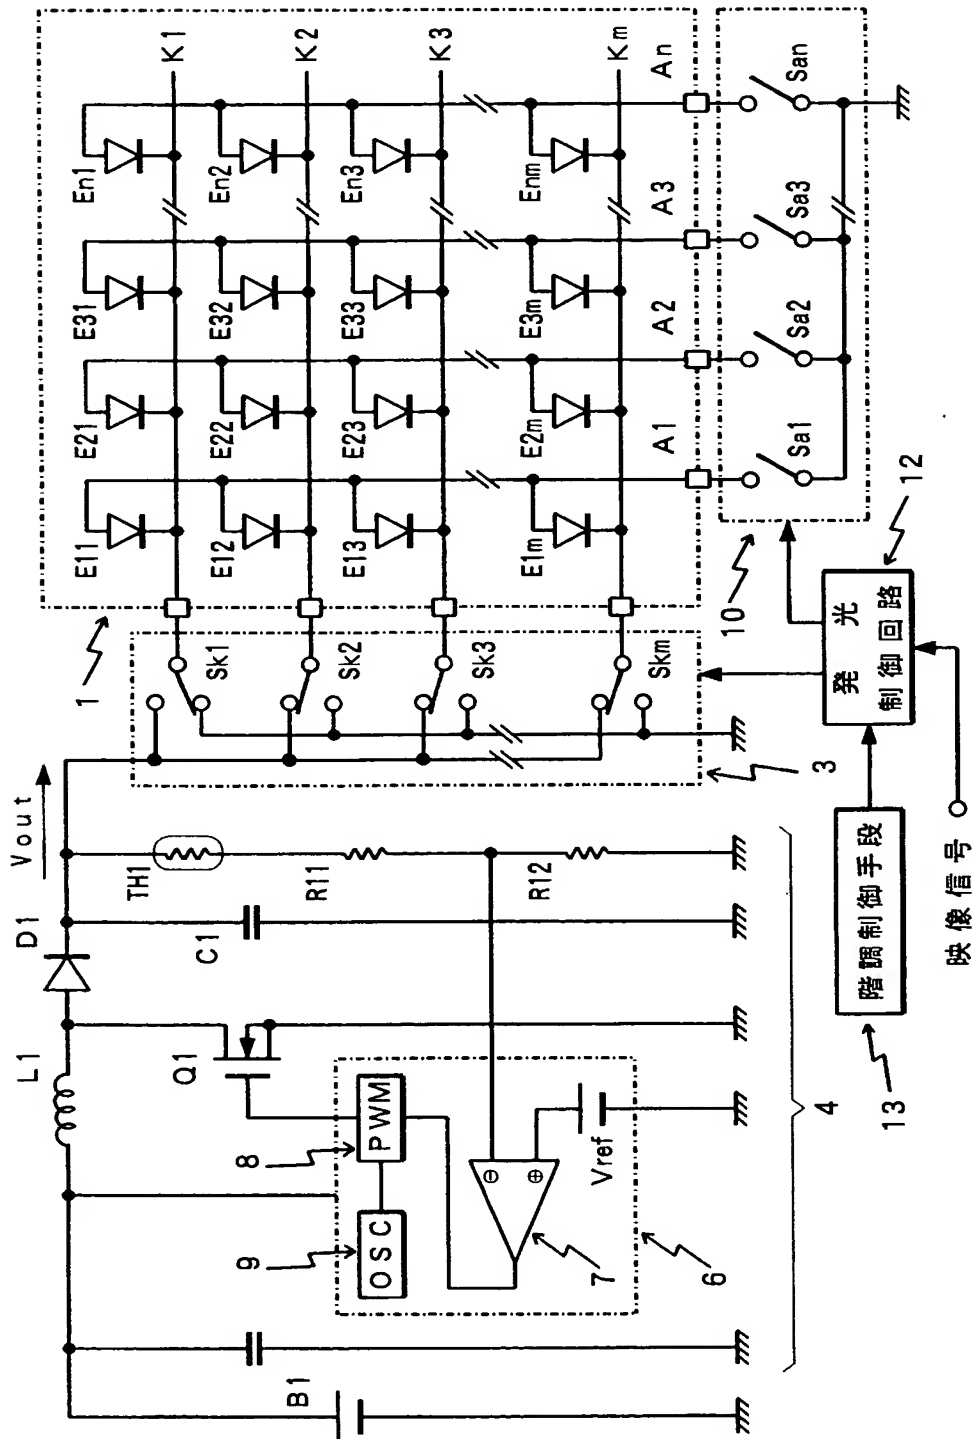 B1
L1
D1
Vout
Q1
C1
TH1
R11
R12
9
OSC
8
PWM
7
⊖
⊕
Vref
6
4
1
3
Sk1
Sk2
Sk3
Skm
E11
E21
E31
En1
K1
E12
E22
E32
En2
K2
E13
E23
E33
En3
K3
E1m
E2m
E3m
Enm
Km
A1
A2
A3
An
Sa1
Sa2
Sa3
San
10
12
発光
制御回路
13
階調制御手段
映像信号